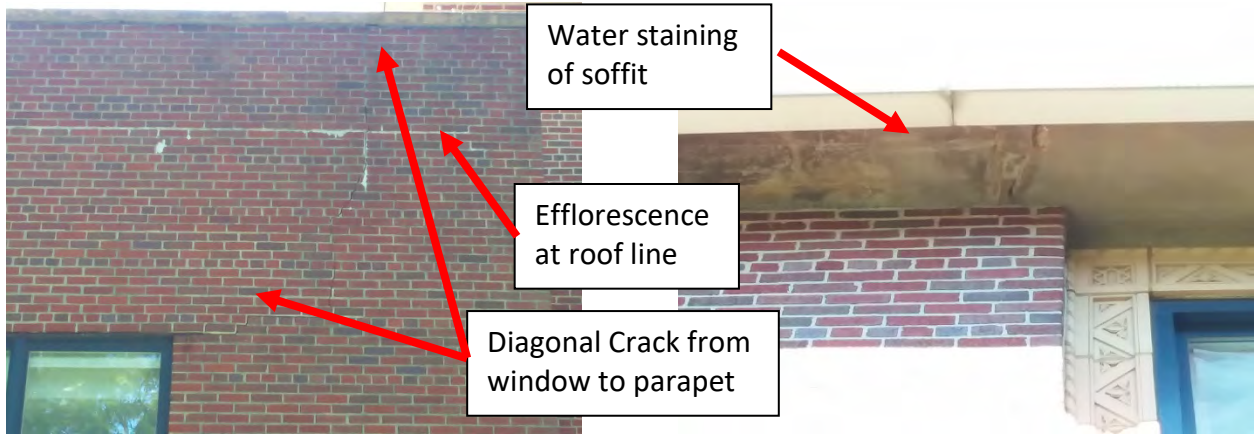 Water staining
of soffit
Efflorescence
at roof line
Diagonal Crack from
window to parapet